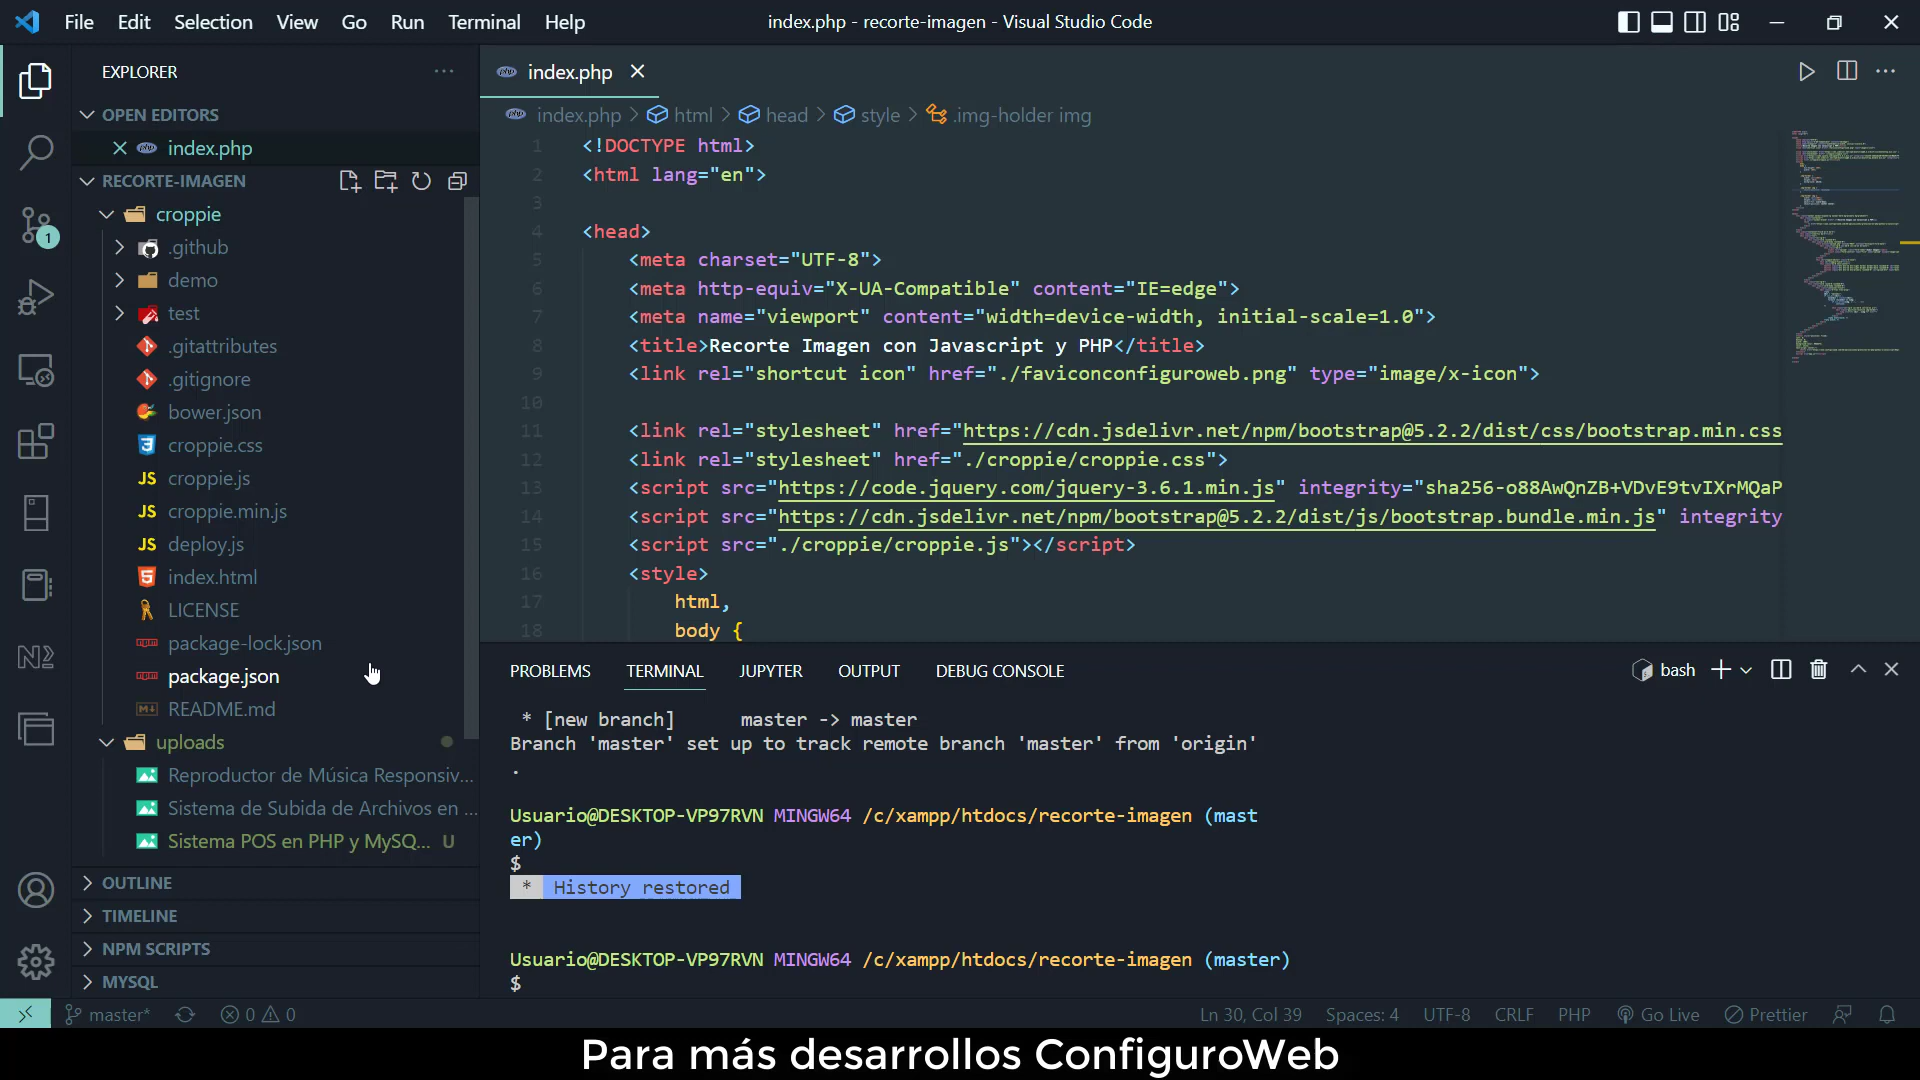 File Edit Selection View Go Run Terminal Help
index.php - recorte-imagen - Visual Studio Code
EXPLORER
OPEN EDITORS
index.php
RECORTE-IMAGEN
croppie
.github
demo
test
.gitattributes
.gitignore
bower.json
croppie.css
croppie.js
croppie.min.js
deploy.js
index.html
LICENSE
package-lock.json
package.json
README.md
uploads
Reproductor de Música Responsiv...
Sistema de Subida de Archivos en ...
Sistema POS en PHP y MySQ... U
OUTLINE
TIMELINE
NPM SCRIPTS
MYSQL
index.php
index.php > html > head > style > .img-holder img
1 <!DOCTYPE html>
2 <html lang="en">
3
4 <head>
5 <meta charset="UTF-8">
6 <meta http-equiv="X-UA-Compatible" content="IE=edge">
7 <meta name="viewport" content="width=device-width, initial-scale=1.0">
8 <title>Recorte Imagen con Javascript y PHP</title>
9 <link rel="shortcut icon" href="./faviconconfiguroweb.png" type="image/x-icon">
10
11 <link rel="stylesheet" href="https://cdn.jsdelivr.net/npm/bootstrap@5.2.2/dist/css/bootstrap.min.css
12 <link rel="stylesheet" href="./croppie/croppie.css">
13 <script src="https://code.jquery.com/jquery-3.6.1.min.js" integrity="sha256-o88AwQnZB+VDvE9tvIXrMQaP
14 <script src="https://cdn.jsdelivr.net/npm/bootstrap@5.2.2/dist/js/bootstrap.bundle.min.js" integrity
15 <script src="./croppie/croppie.js"></script>
16 <style>
17 html,
18 body {
PROBLEMS TERMINAL JUPYTER OUTPUT DEBUG CONSOLE
bash
* [new branch] master -> master
Branch 'master' set up to track remote branch 'master' from 'origin'
.
Usuario@DESKTOP-VP97RVN MINGW64 /c/xampp/htdocs/recorte-imagen (mast
er)
$
* History restored
Usuario@DESKTOP-VP97RVN MINGW64 /c/xampp/htdocs/recorte-imagen (master)
$
master* 0 0
Ln 30, Col 39 Spaces: 4 UTF-8 CRLF PHP Go Live Prettier
Para más desarrollos ConfiguroWeb